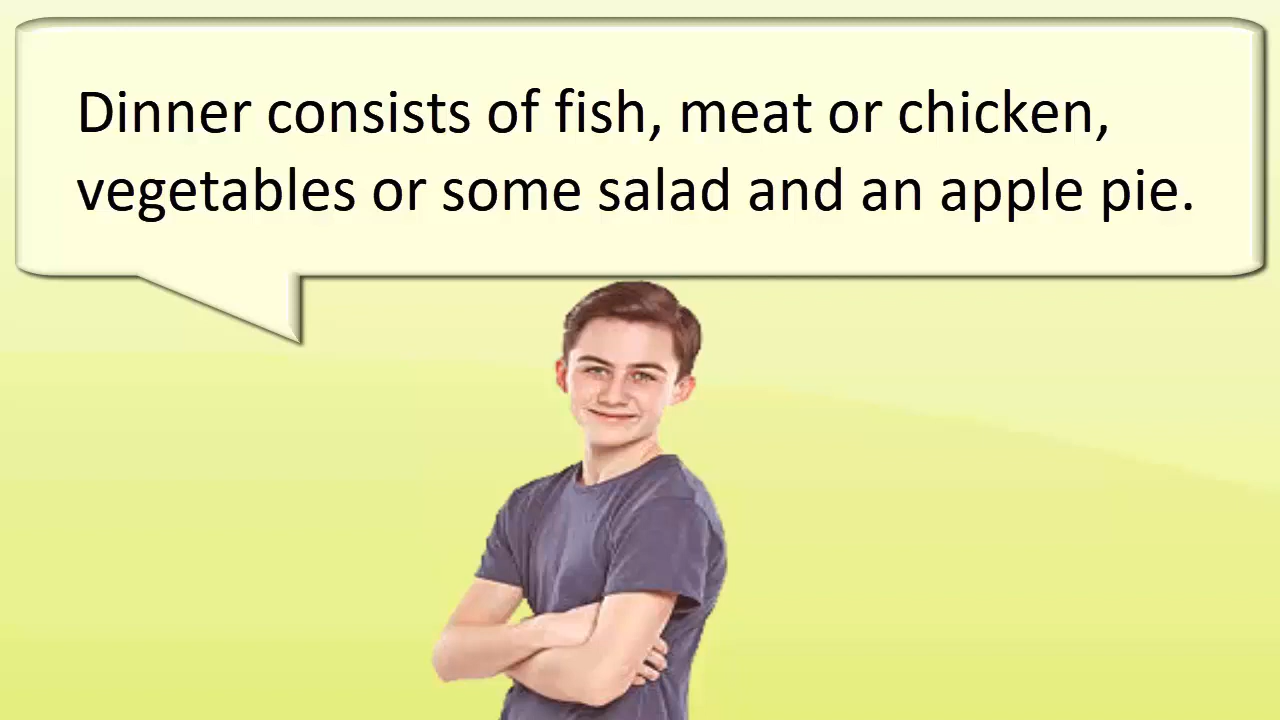 Dinner consists of fish, meat or chicken,
vegetables or some salad and an apple pie.